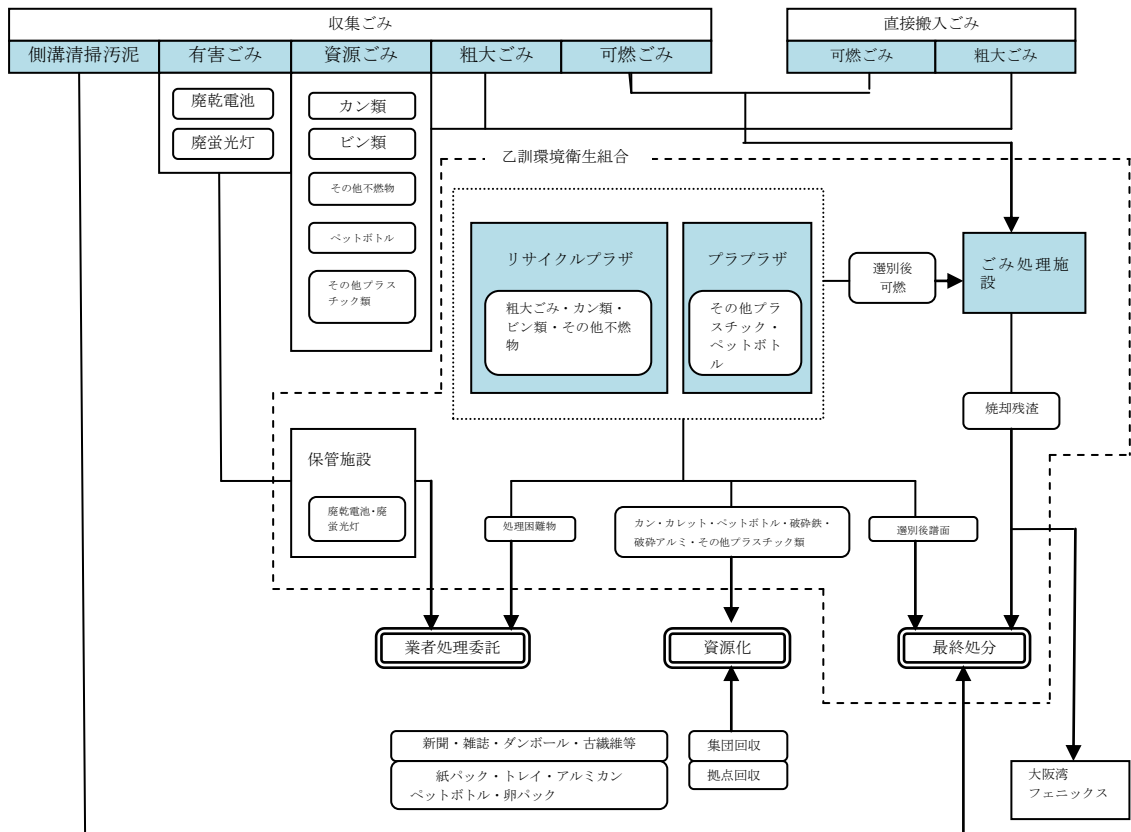 収集ごみ
直接搬入ごみ
側溝清掃汚泥
有害ごみ
資源ごみ
粗大ごみ
可燃ごみ
可燃ごみ
粗大ごみ
廃乾電池
廃蛍光灯
カン類
ビン類
その他不燃物
ペットボトル
その他プラス
チック類
乙訓環境衛生組合
リサイクルプラザ
粗大ごみ・カン類・
ビン類・その他不燃
物
プラプラザ
その他プラ
スチック・
ペットボト
ル
選別後
可燃
ごみ処理施
設
焼却残渣
保管施設
廃乾電池・廃
蛍光灯
処理困難物
カン・カレット・ペットボトル・破砕鉄・
破砕アルミ・その他プラスチック類
選別後譜面
業者処理委託
資源化
最終処分
新聞・雑誌・ダンボール・古繊維等
集団回収
紙パック・トレイ・アルミカン
ペットボトル・卵パック
拠点回収
大阪湾
フェニックス